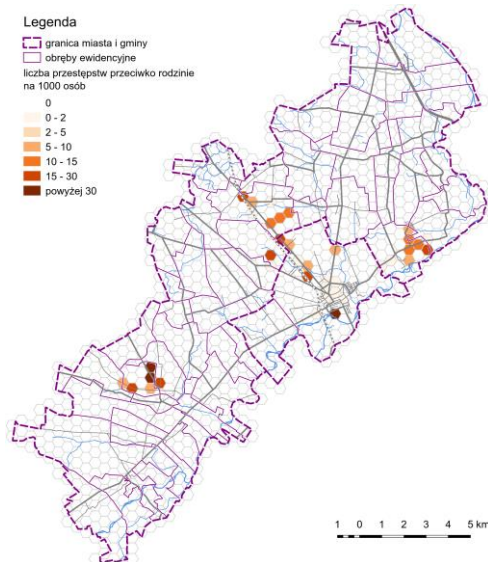 Legenda
granica miasta i gminy
obręby ewidencyjne
liczba przestępstw przeciwko rodzinie
na 1000 osób
0
0 - 2
2 - 5
5 - 10
10 - 15
15 - 30
powyżej 30
1 0 1 2 3 4 5 km